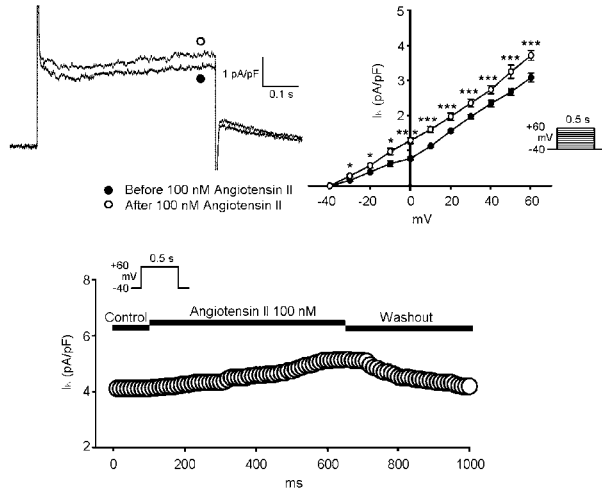 1 pA/pF
0.1 s
● Before 100 nM Angiotensin II
○ After 100 nM Angiotensin II
5
4
3
2
1
0
(pA/pF)
* * * *** *** *** *** *** *** ***
-40 -20 0 20 40 60
mV
0.5 s
+60
mV
-40
0.5 s
+60
mV
-40
Control
Angiotensin II 100 nM
Washout
8
6
4
2
(pA/pF)
0 200 400 600 800 1000
ms